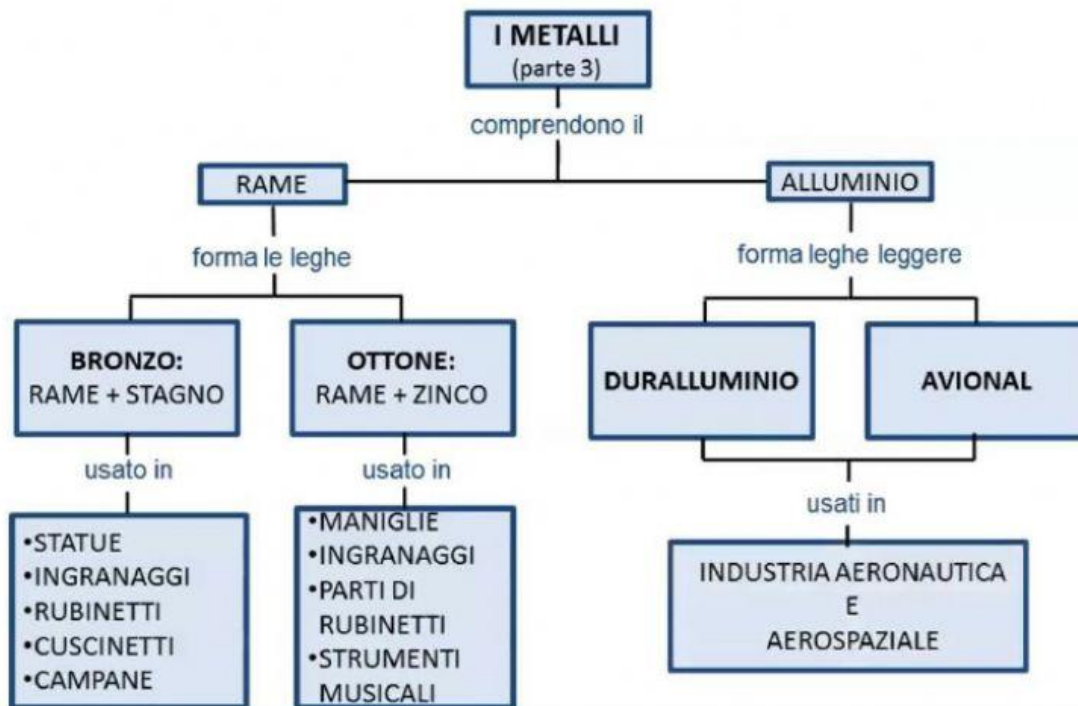 I METALLI
(parte 3)
comprendono il
RAME
ALLUMINIO
forma le leghe
forma leghe leggere
BRONZO:
RAME + STAGNO
OTTONE:
RAME + ZINCO
DURALLUMINIO
AVIONAL
usato in
usato in
usati in
•STATUE
•INGRANAGGI
•RUBINETTI
•CUSCINETTI
•CAMPANE
•MANIGLIE
•INGRANAGGI
•PARTI DI
RUBINETTI
•STRUMENTI
MUSICALI
INDUSTRIA AERONAUTICA
E
AEROSPAZIALE